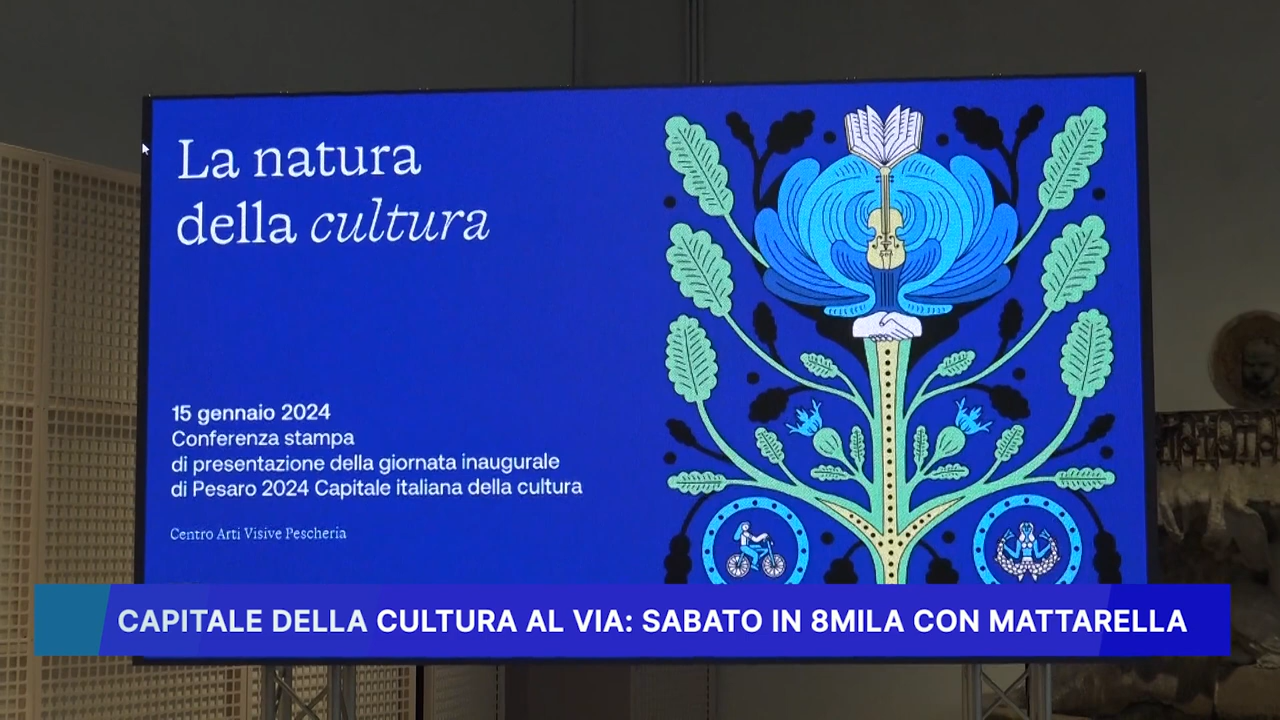 La natura
della cultura
15 gennaio 2024
Conferenza stampa
di presentazione della giornata inaugurale
di Pesaro 2024 Capitale italiana della cultura
Centro Arti Visive Pescheria
CAPITALE DELLA CULTURA AL VIA: SABATO IN 8MILA CON MATTARELLA